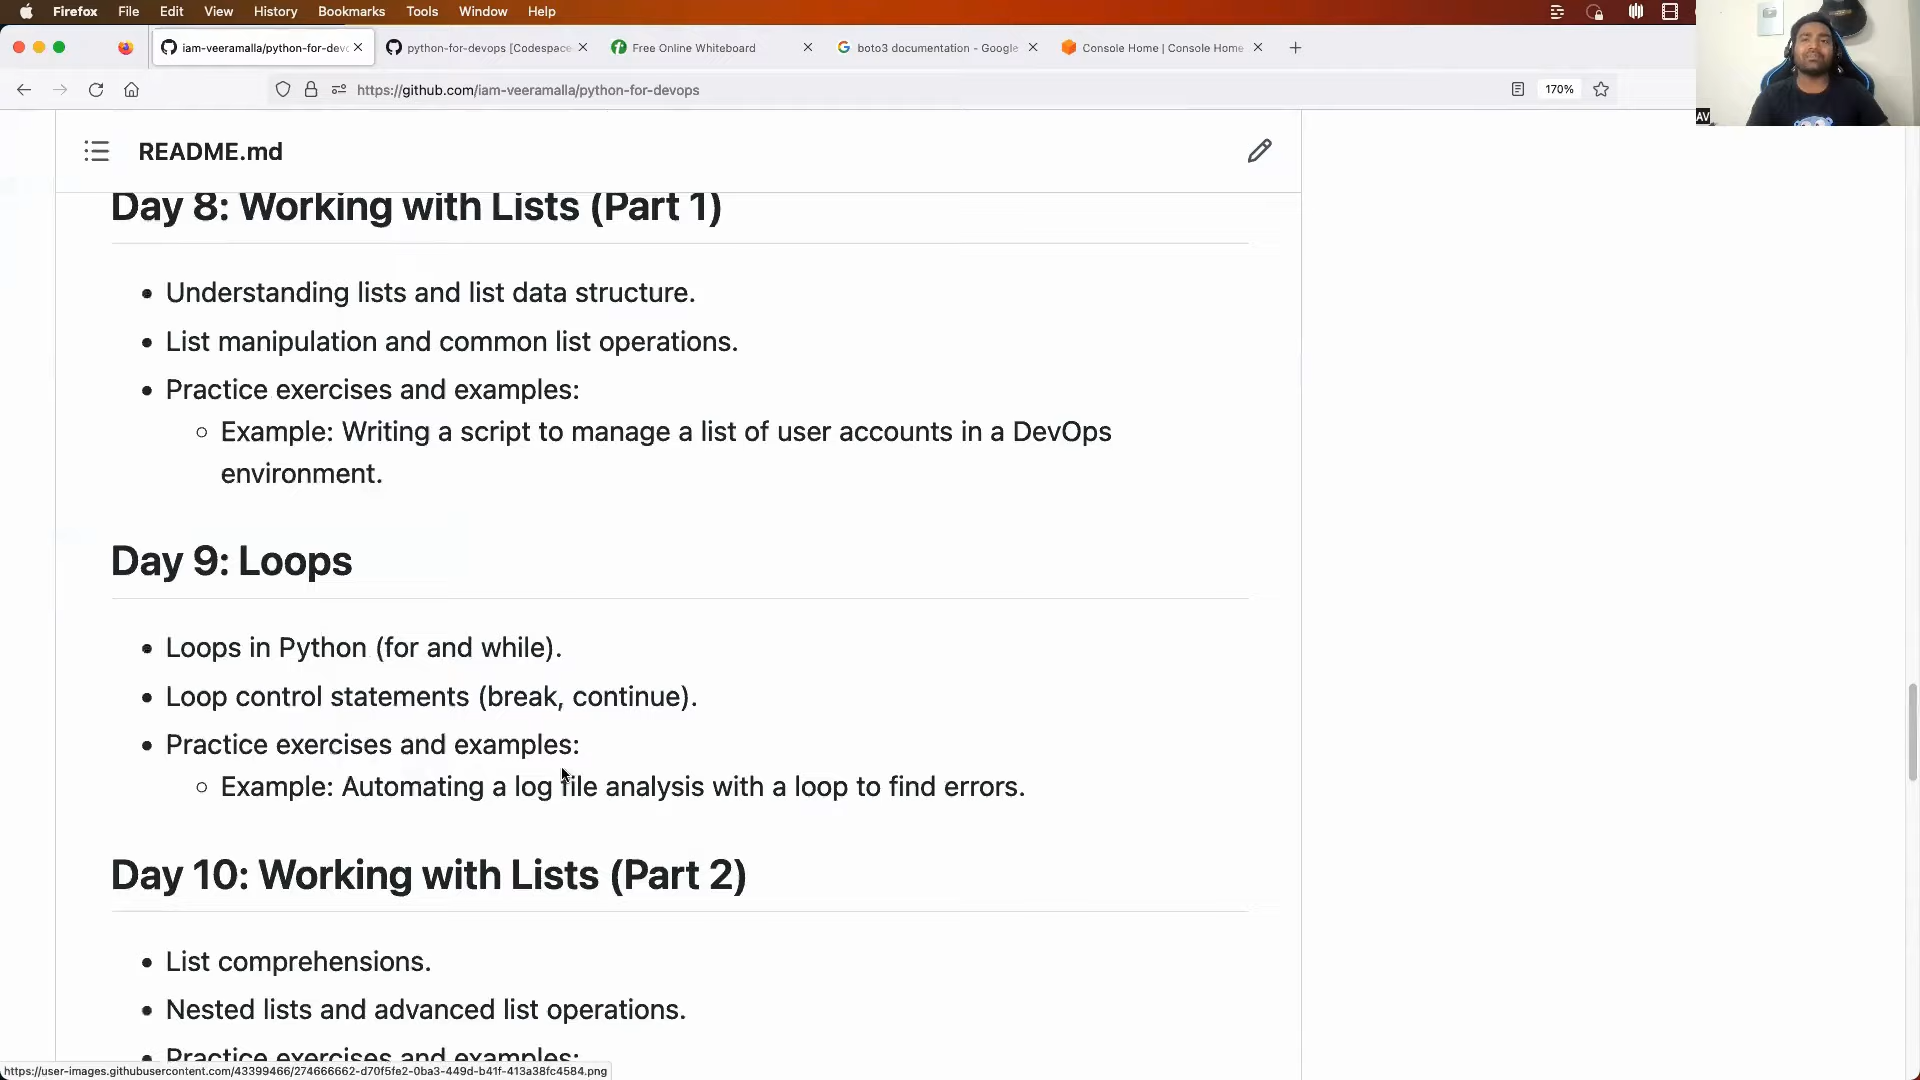 Firefox File Edit View History Bookmarks Tools Window Help
iam-veeramalla/python-for-devo
python-for-devops [Codespace:
Free Online Whiteboard
boto3 documentation - Google
Console Home | Console Home
https://github.com/iam-veeramalla/python-for-devops
170%
AV
README.md
Day 8: Working with Lists (Part 1)
Understanding lists and list data structure.
List manipulation and common list operations.
Practice exercises and examples:
Example: Writing a script to manage a list of user accounts in a DevOps
environment.
Day 9: Loops
Loops in Python (for and while).
Loop control statements (break, continue).
Practice exercises and examples:
Example: Automating a log file analysis with a loop to find errors.
Day 10: Working with Lists (Part 2)
List comprehensions.
Nested lists and advanced list operations.
Practice exercises and examples:
https://user-images.githubusercontent.com/43399466/274666662-d70f5fe2-0ba3-449d-b41f-413a38fc4584.png